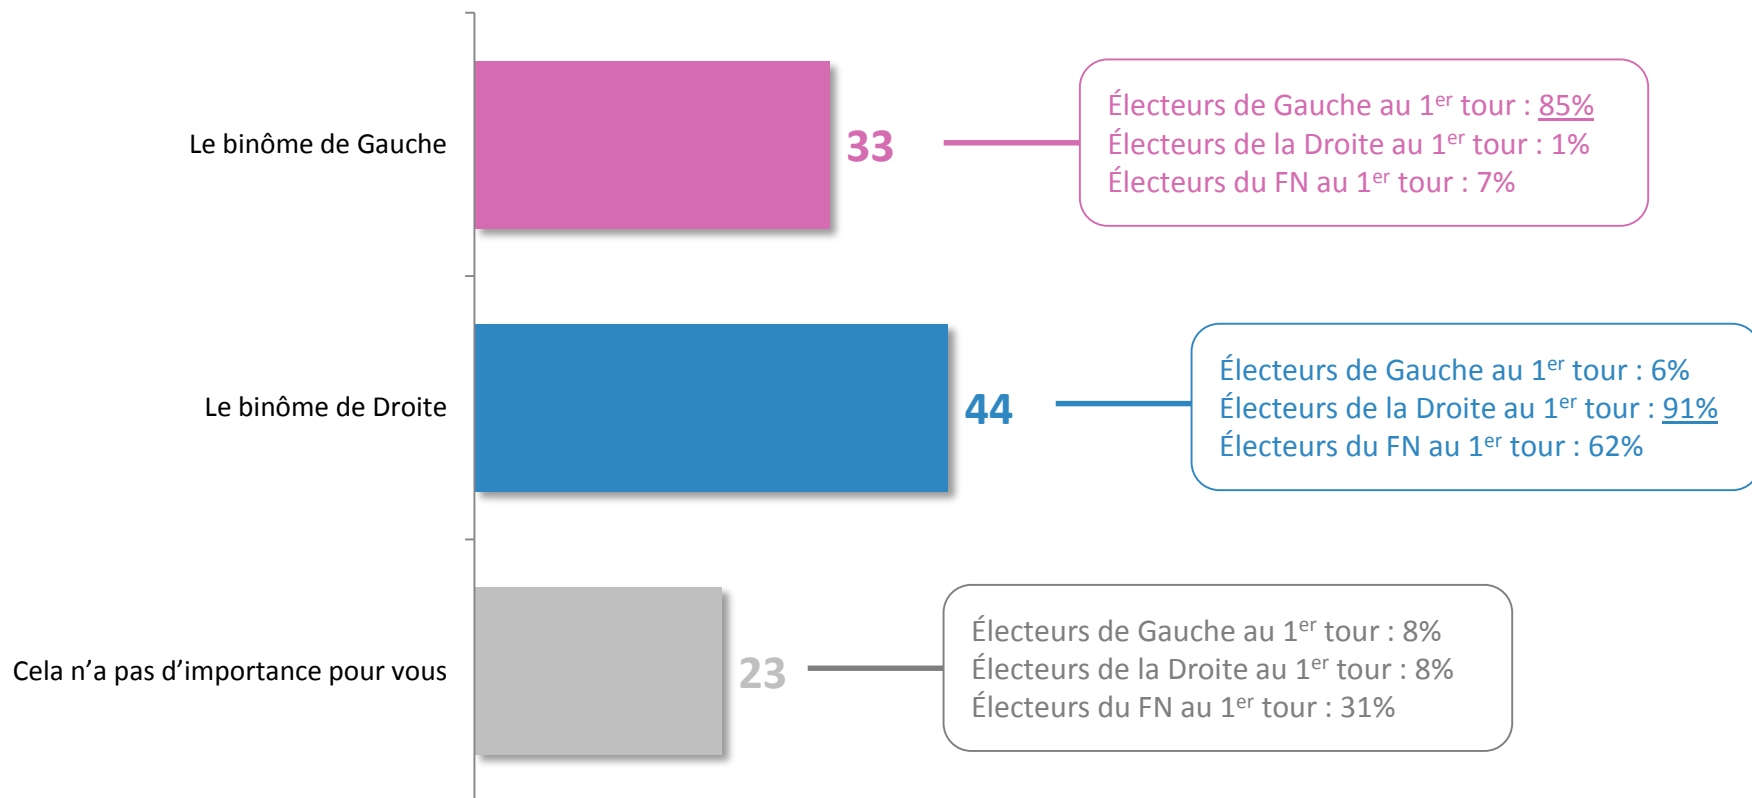 Le binôme de Gauche
33
Électeurs de Gauche au 1er tour : 85%
Électeurs de la Droite au 1er tour : 1%
Électeurs du FN au 1er tour : 7%
Le binôme de Droite
44
Électeurs de Gauche au 1er tour : 6%
Électeurs de la Droite au 1er tour : 91%
Électeurs du FN au 1er tour : 62%
Cela n’a pas d’importance pour vous
23
Électeurs de Gauche au 1er tour : 8%
Électeurs de la Droite au 1er tour : 8%
Électeurs du FN au 1er tour : 31%